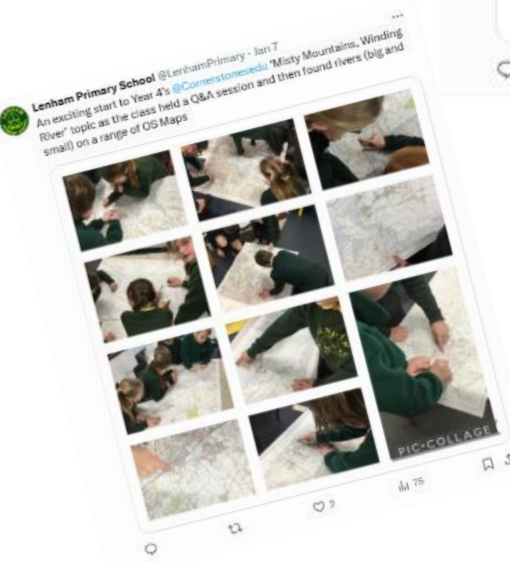 Lenham Primary School @LenhamPrimary · Jan 7
An exciting start to Year 4's @Cornerstonesedu "Misty Mountains, Winding
River" topic as the class held a Q&A session and then found rivers (big and
small) on a range of OS Maps
PIC•COLLAGE
2
75